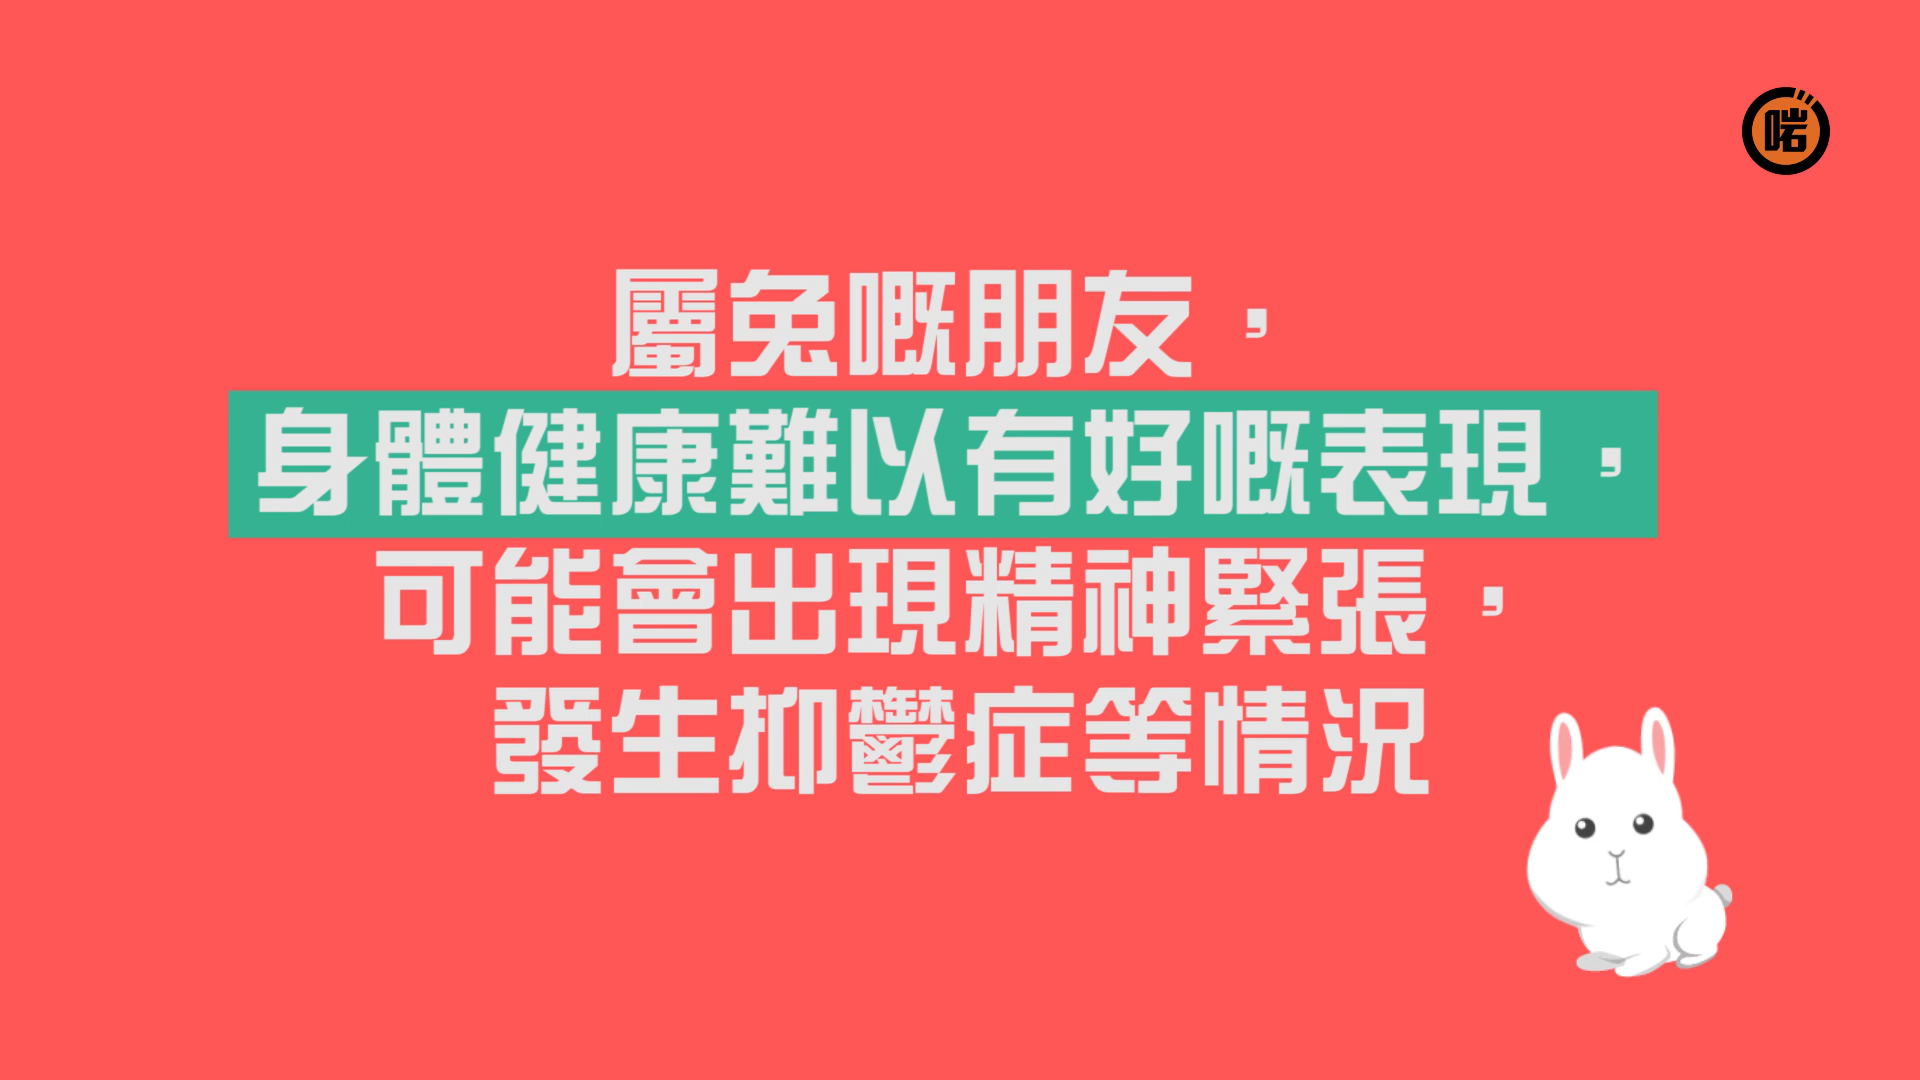 啱
屬兔嘅朋友，
身體健康難以有好嘅表現，
可能會出現精神緊張，
發生抑鬱症等情況